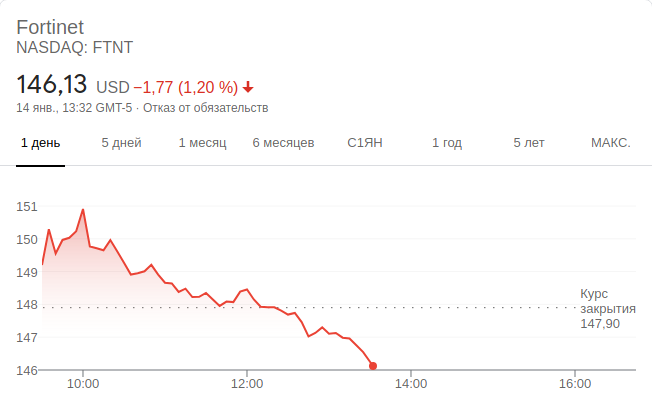 Fortinet
NASDAQ: FTNT
146,13 USD −1,77 (1,20 %)
14 янв., 13:32 GMT-5 · Отказ от обязательств
1 день 5 дней 1 месяц 6 месяцев С1ЯН 1 год 5 лет МАКС.
151
150
149
148
147
146
Курс
закрытия
147,90
10:00 12:00 14:00 16:00